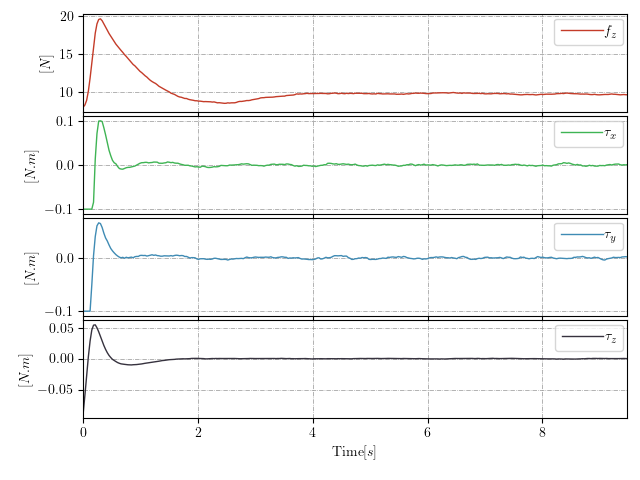 20
15
10
[N]
f_z
0.1
0.0
−0.1
[N.m]
τ_x
0.0
−0.1
[N.m]
τ_y
0.05
0.00
−0.05
[N.m]
τ_z
0 2 4 6 8
Time[s]